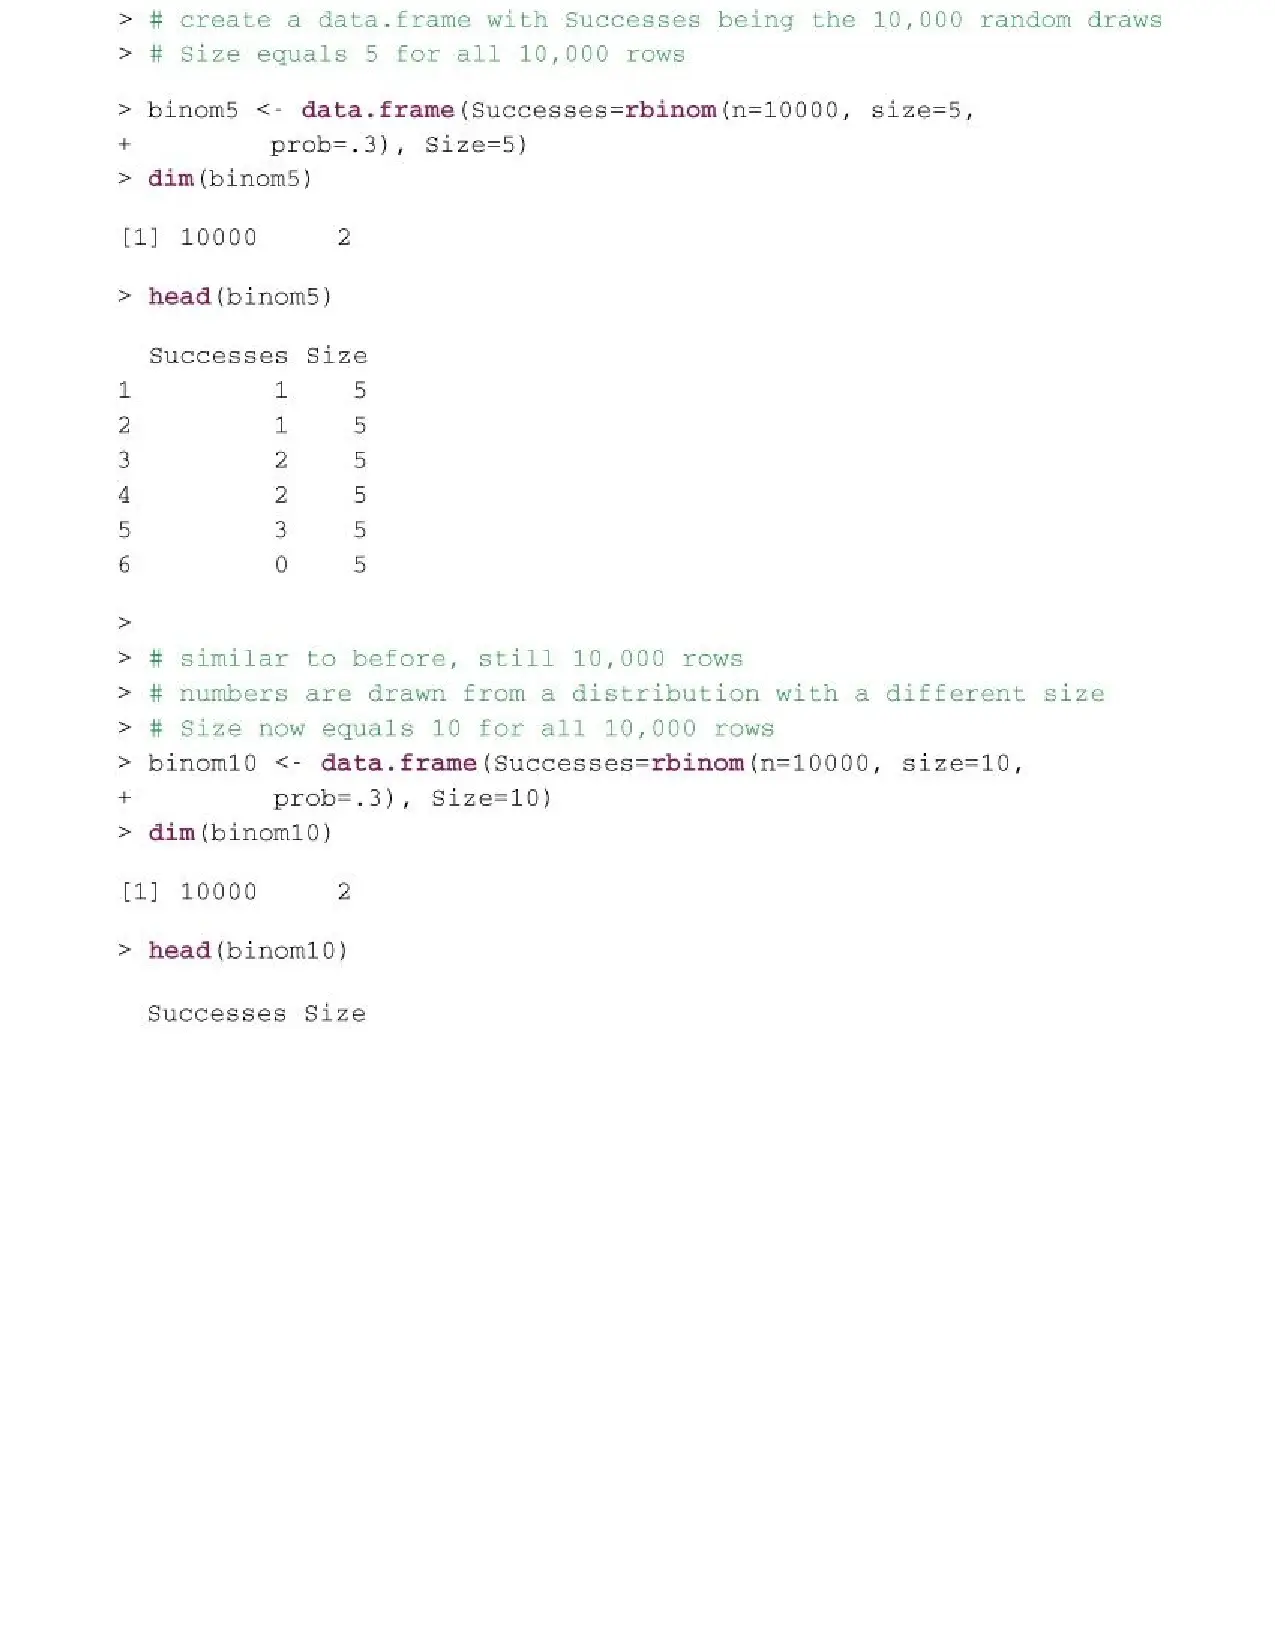 > # create a data.frame with Successes being the 10,000 random draws
> # Size equals 5 for all 10,000 rows
> binom5 <- data.frame(Successes=rbinom(n=10000, size=5,
+         prob=.3), Size=5)
> dim(binom5)
[1] 10000     2
> head(binom5)
  Successes Size
1         1    5
2         1    5
3         2    5
4         2    5
5         3    5
6         0    5
>
> # similar to before, still 10,000 rows
> # numbers are drawn from a distribution with a different size
> # Size now equals 10 for all 10,000 rows
> binom10 <- data.frame(Successes=rbinom(n=10000, size=10,
+         prob=.3), Size=10)
> dim(binom10)
[1] 10000     2
> head(binom10)
  Successes Size